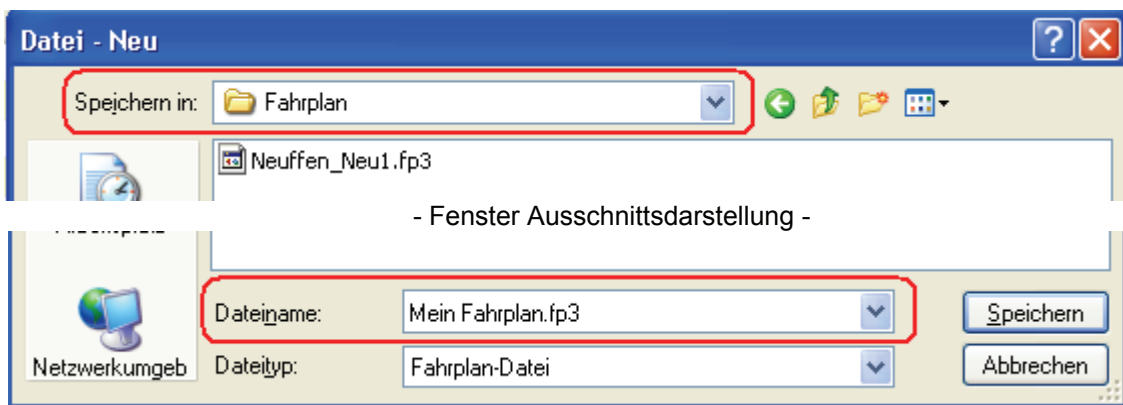 Datei - Neu
Speichern in: Fahrplan
Neuffen_Neu1.fp3
- Fenster Ausschnittsdarstellung -
Dateiname: Mein Fahrplan.fp3 Speichern
Netzwerkumgeb Dateityp: Fahrplan-Datei Abbrechen